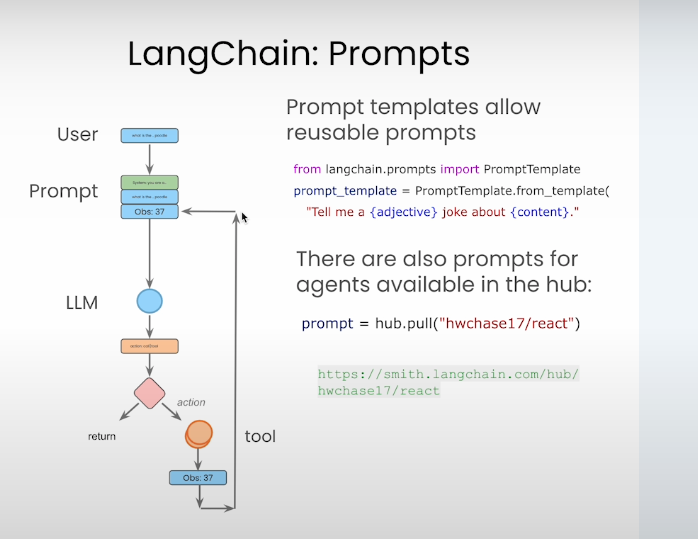 LangChain: Prompts
User
Prompt
Obs: 37
LLM
action
return
tool
Obs: 37
Prompt templates allow
reusable prompts
from langchain.prompts import PromptTemplate
prompt_template = PromptTemplate.from_template(
"Tell me a {adjective} joke about {content}."
There are also prompts for
agents available in the hub:
prompt = hub.pull("hwchase17/react")
https://smith.langchain.com/hub/
hwchase17/react